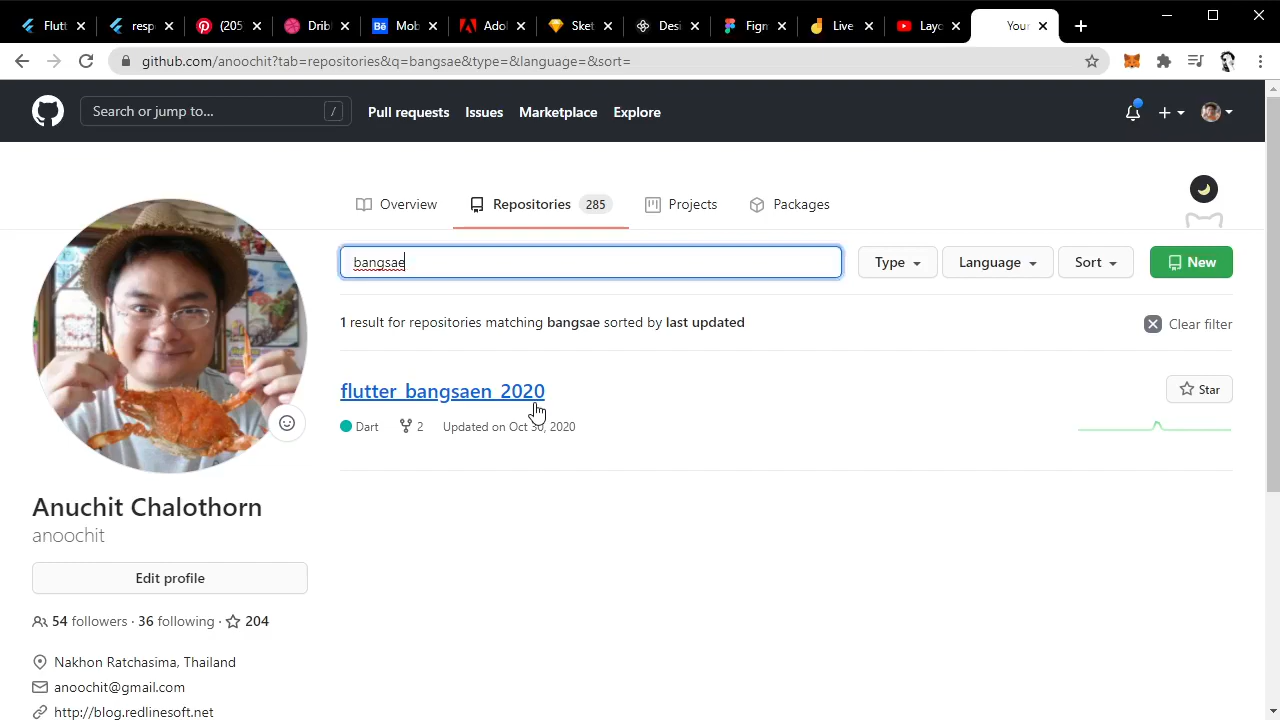 Flutt
resp
(205
Drib
Mob
Adol
Sket
Desi
Figm
Live
Layo
Your
github.com/anoochit?tab=repositories&q=bangsae&type=&language=&sort=
Search or jump to...
/
Pull requests
Issues
Marketplace
Explore
Overview
Repositories 285
Projects
Packages
bangsae
Type
Language
Sort
New
1 result for repositories matching bangsae sorted by last updated
Clear filter
flutter_bangsaen_2020
Star
Dart
2
Updated on Oct 30, 2020
Anuchit Chalothorn
anoochit
Edit profile
54 followers · 36 following · 204
Nakhon Ratchasima, Thailand
anoochit@gmail.com
http://blog.redlinesoft.net